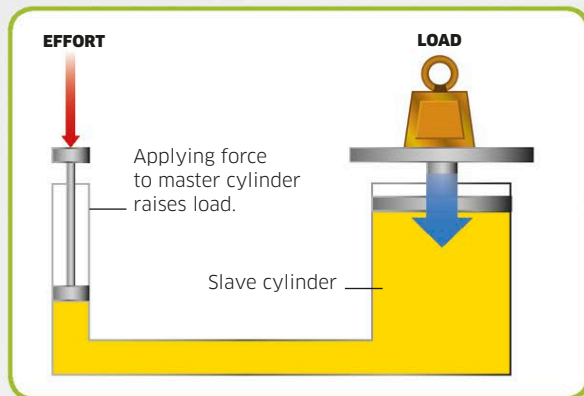 EFFORT
LOAD
Applying force
to master cylinder
raises load.
Slave cylinder